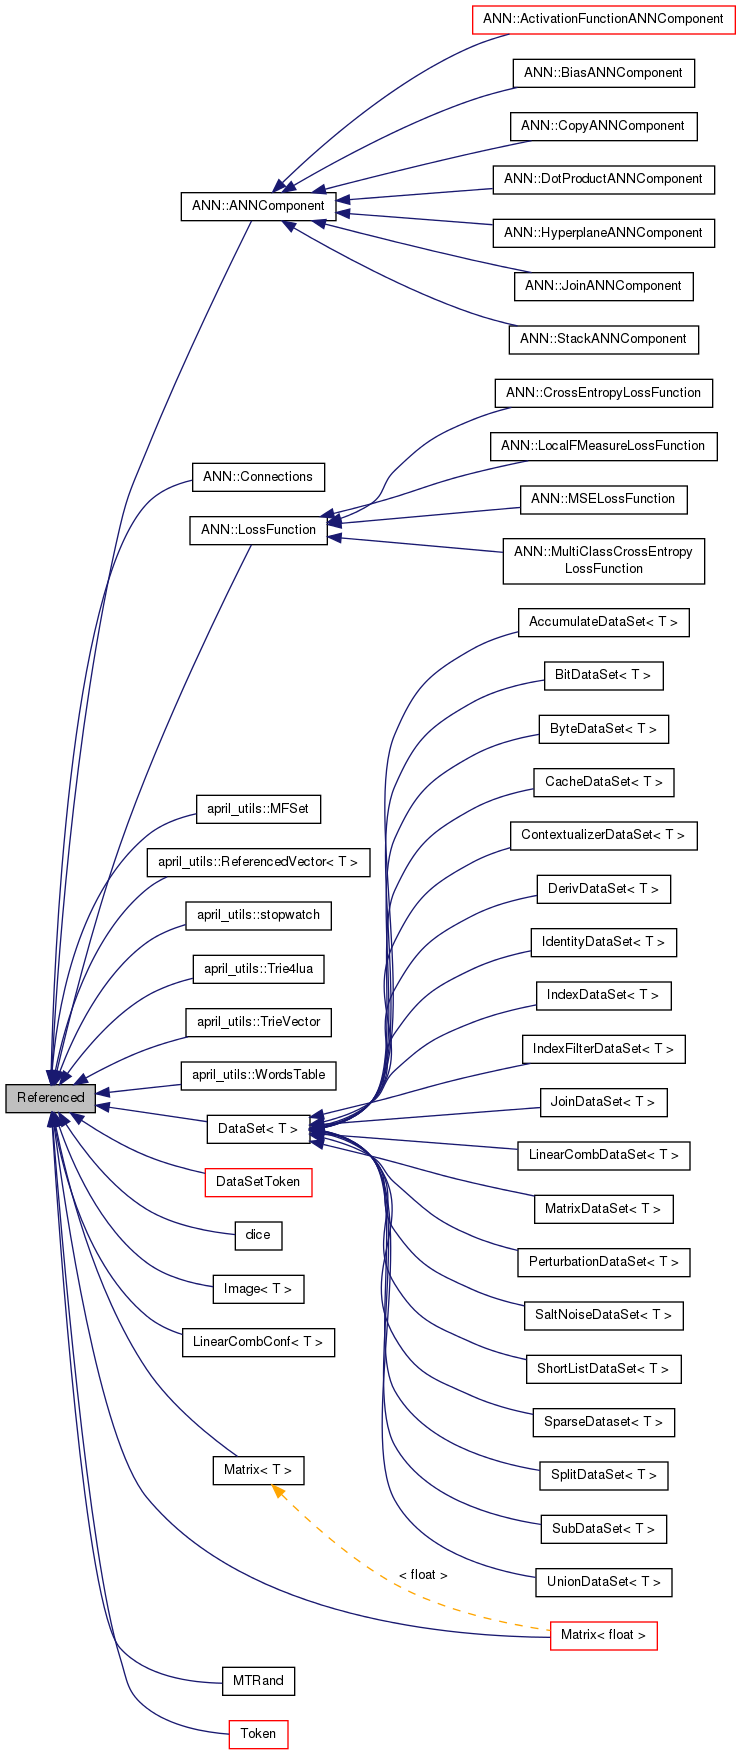 ANN::ActivationFunctionANNComponent
ANN::BiasANNComponent
ANN::CopyANNComponent
ANN::DotProductANNComponent
ANN::ANNComponent
ANN::HyperplaneANNComponent
ANN::JoinANNComponent
ANN::StackANNComponent
ANN::CrossEntropyLossFunction
ANN::LocalFMeasureLossFunction
ANN::Connections
ANN::MSELossFunction
ANN::LossFunction
ANN::MultiClassCrossEntropy
LossFunction
AccumulateDataSet< T >
BitDataSet< T >
ByteDataSet< T >
CacheDataSet< T >
april_utils::MFSet
ContextualizerDataSet< T >
april_utils::ReferencedVector< T >
DerivDataSet< T >
april_utils::stopwatch
IdentityDataSet< T >
april_utils::Trie4lua
IndexDataSet< T >
april_utils::TrieVector
IndexFilterDataSet< T >
april_utils::WordsTable
Referenced
JoinDataSet< T >
DataSet< T >
LinearCombDataSet< T >
DataSetToken
MatrixDataSet< T >
dice
PerturbationDataSet< T >
Image< T >
SaltNoiseDataSet< T >
LinearCombConf< T >
ShortListDataSet< T >
SparseDataset< T >
Matrix< T >
SplitDataSet< T >
SubDataSet< T >
< float >
UnionDataSet< T >
Matrix< float >
MTRand
Token